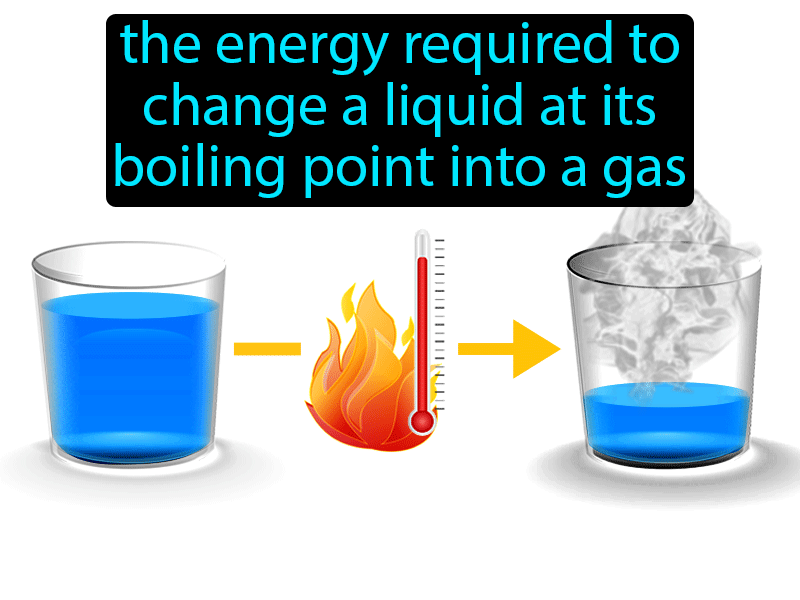 the energy required to
change a liquid at its
boiling point into a gas